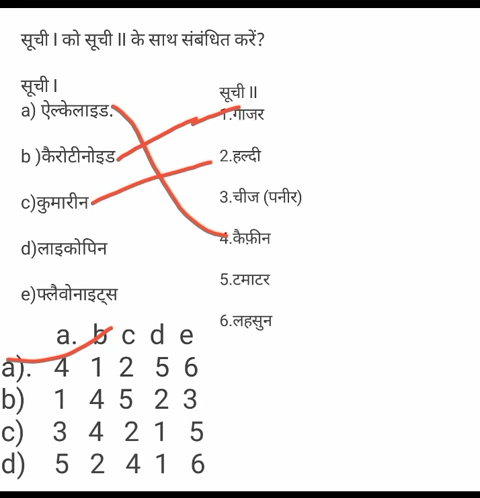 सूची I को सूची II के साथ संबंधित करें?
सूची I
a) ऐल्केलाइड.
b )कैरोटीनोइड
c)कुमारीन
d)लाइकोपिन
e)फ्लैवोनाइट्स
सूची II
1.गाजर
2.हल्दी
3.चीज (पनीर)
4.कैफ़ीन
5.टमाटर
6.लहसुन
a. b c d e
a). 4 1 2 5 6
b) 1 4 5 2 3
c) 3 4 2 1 5
d) 5 2 4 1 6